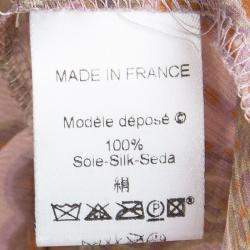 MADE IN FRANCE
Modèle déposé ©
100%
Soie-Silk-Seda
絹